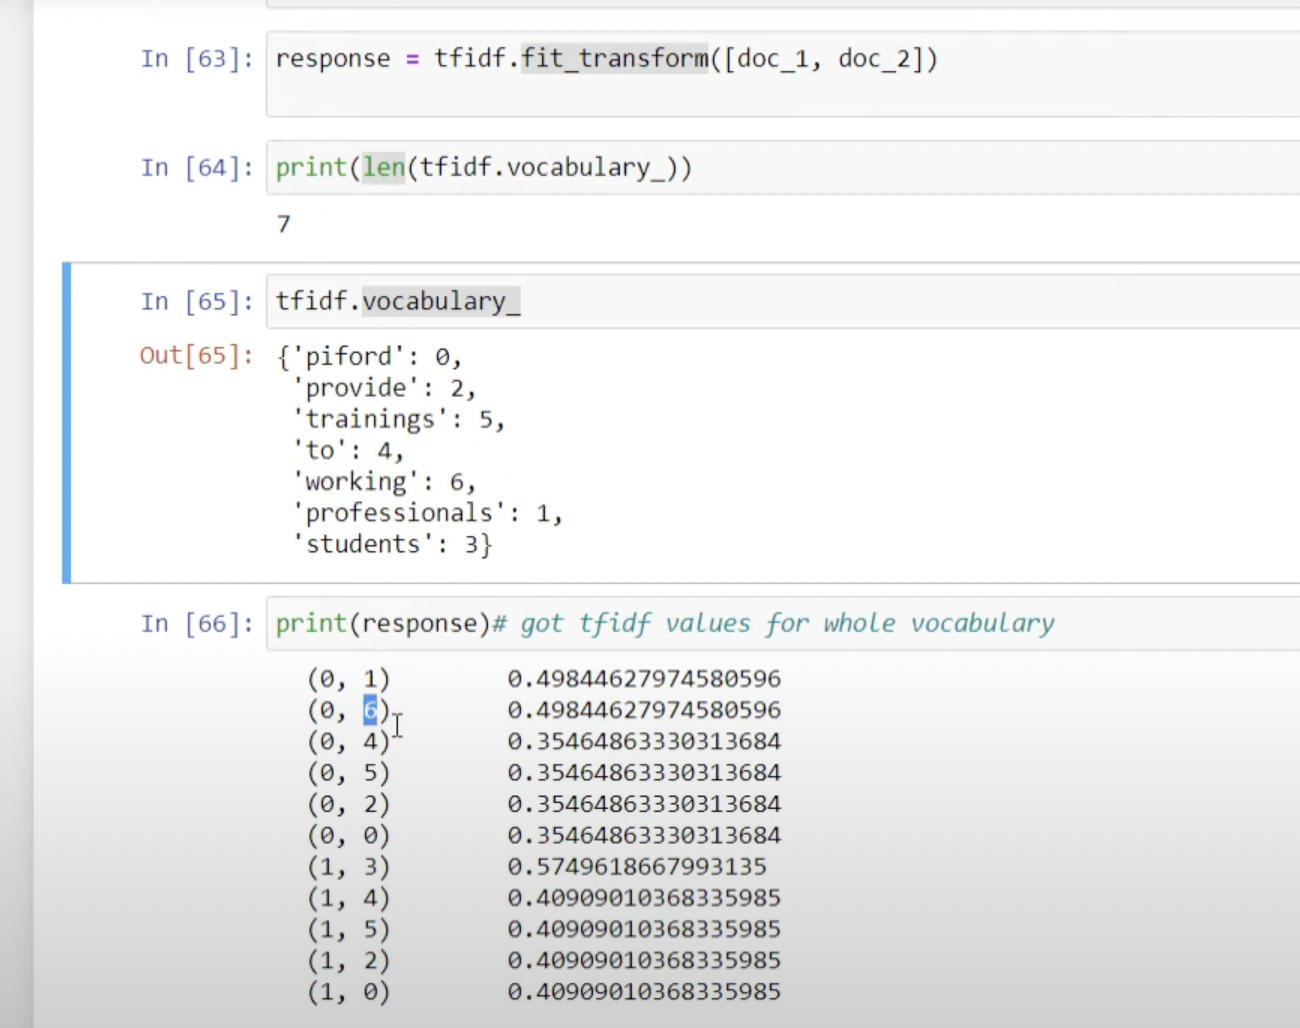 In [63]: response = tfidf.fit_transform([doc_1, doc_2])
In [64]: print(len(tfidf.vocabulary_))
7
In [65]: tfidf.vocabulary_
Out[65]: {'piford': 0,
'provide': 2,
'trainings': 5,
'to': 4,
'working': 6,
'professionals': 1,
'students': 3}
In [66]: print(response)# got tfidf values for whole vocabulary
(0, 1) 0.49844627974580596
(0, 6) 0.49844627974580596
(0, 4) 0.35464863330313684
(0, 5) 0.35464863330313684
(0, 2) 0.35464863330313684
(0, 0) 0.35464863330313684
(1, 3) 0.5749618667993135
(1, 4) 0.40909010368335985
(1, 5) 0.40909010368335985
(1, 2) 0.40909010368335985
(1, 0) 0.40909010368335985